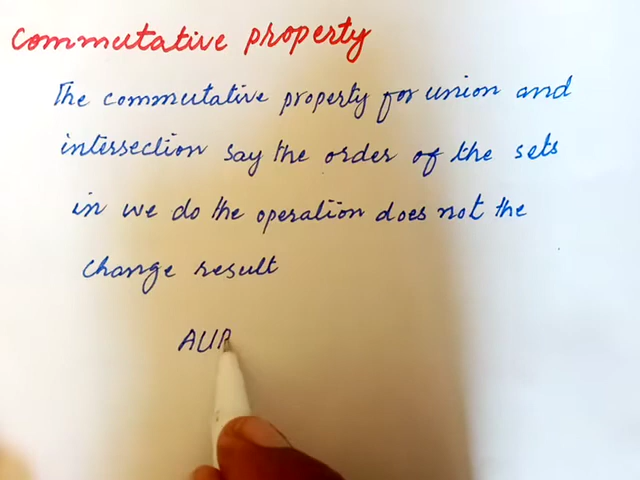 Commutative property
The commutative property for union and
intersection say the order of the sets
in we do the operation does not the
change result
AUB